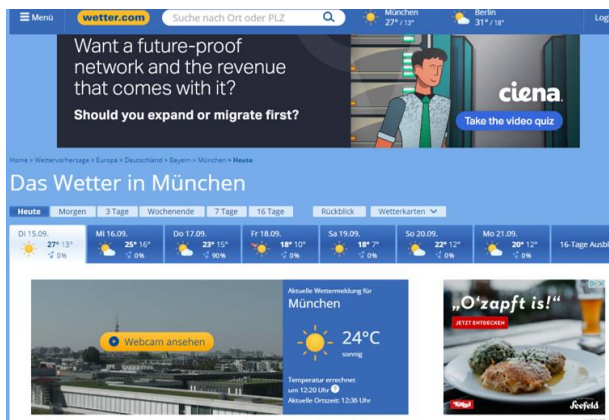 Menü
wetter.com
Suche nach Ort oder PLZ
München
27° / 13°
Berlin
31° / 18°
Log
Want a future-proof
network and the revenue
that comes with it?
Should you expand or migrate first?
ciena
Take the video quiz
Home > Wettervorhersage > Europa > Deutschland > Bayern > München > Heute
Das Wetter in München
Heute Morgen 3 Tage Wochenende 7 Tage 16 Tage Rückblick Wetterkarten
Di 15.09.
27° 13°
0%
Mi 16.09.
25° 16°
0%
Do 17.09.
23° 15°
90%
Fr 18.09.
18° 10°
0%
Sa 19.09.
18° 7°
0%
So 20.09.
22° 12°
0%
Mo 21.09.
20° 12°
0%
16-Tage Ausbl
Webcam ansehen
Aktuelle Wettermeldung für
München
24°C
sonnig
Temperatur errechnet
um 12:20 Uhr
Aktuelle Ortszeit: 12:36 Uhr
„O'zapft is!“
JETZT ENTDECKEN
Tirol
Seefeld